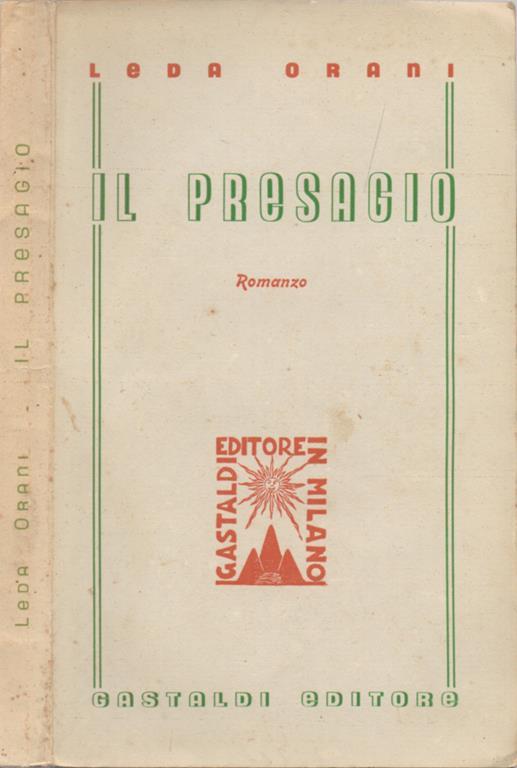 LeDA ORAnI
IL PReSAGIO
Romanzo
GASTALDI
EDITORE
IN MILANO
GASTALDI eDITORe
LeDA ORAnI - IL PReSAGIO